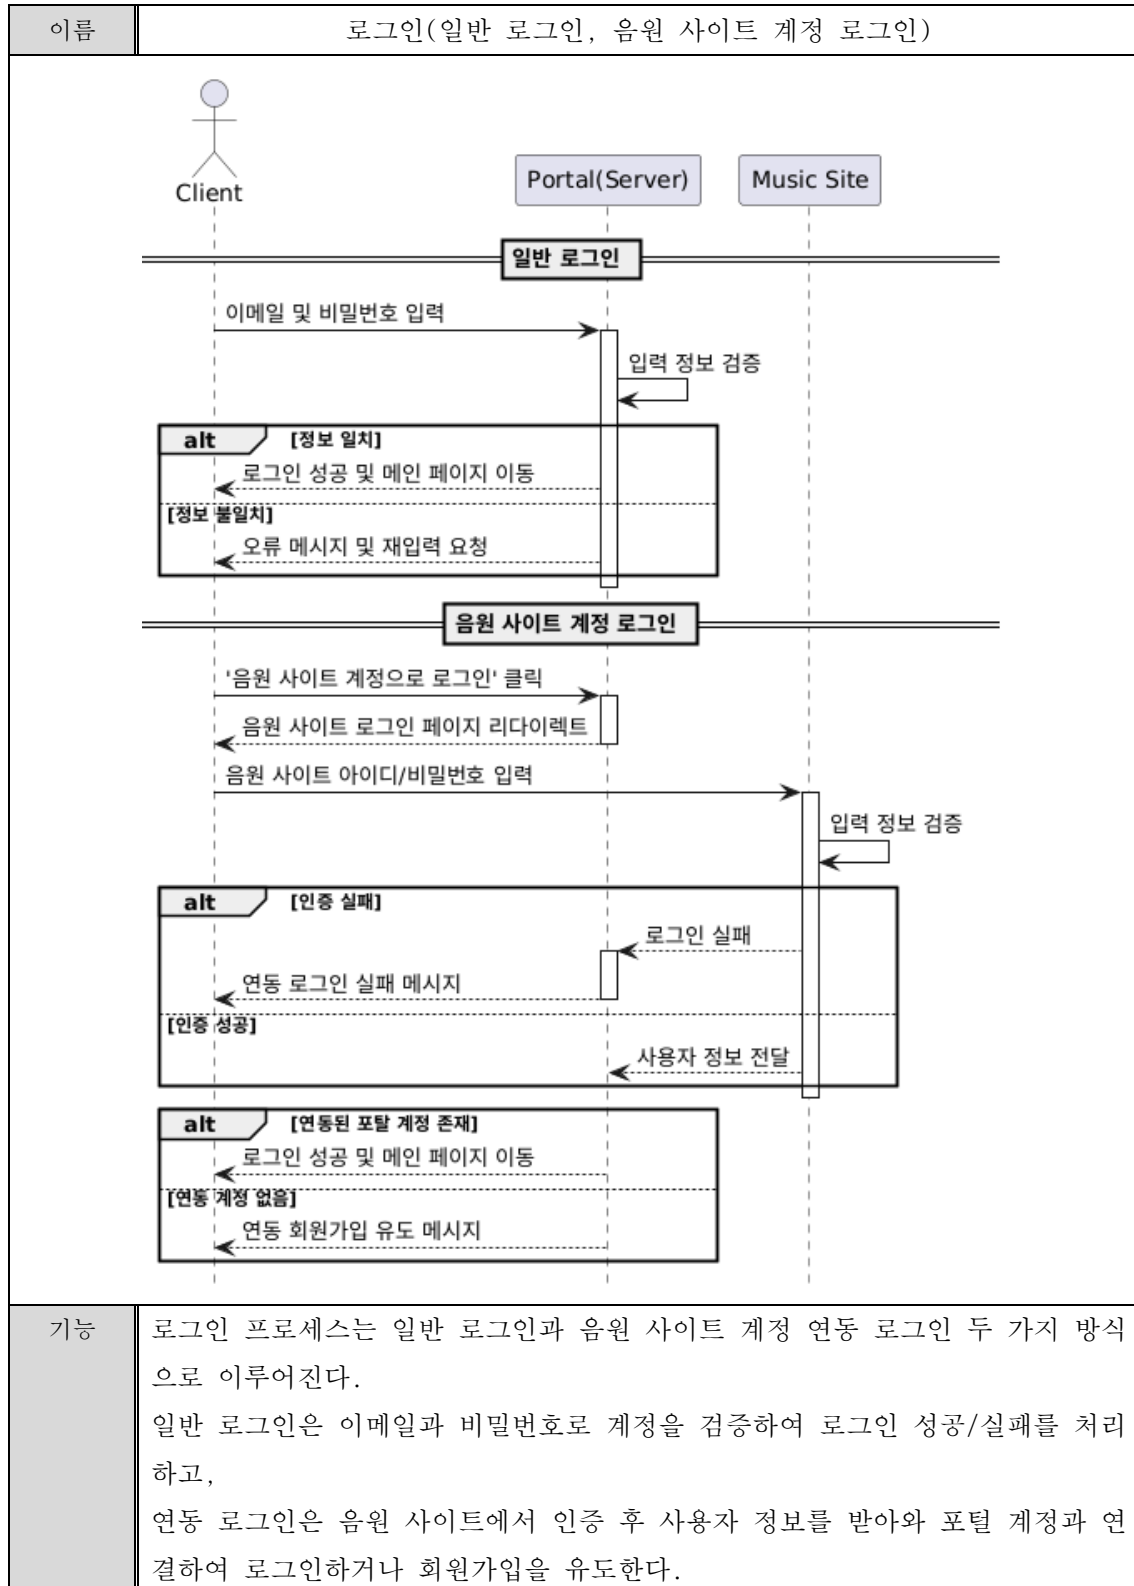 이름
로그인(일반 로그인, 음원 사이트 계정 로그인)
Client
Portal(Server)
Music Site
일반 로그인
이메일 및 비밀번호 입력
입력 정보 검증
alt [정보 일치]
로그인 성공 및 메인 페이지 이동
[정보 불일치]
오류 메시지 및 재입력 요청
음원 사이트 계정 로그인
'음원 사이트 계정으로 로그인' 클릭
음원 사이트 로그인 페이지 리다이렉트
음원 사이트 아이디/비밀번호 입력
입력 정보 검증
alt [인증 실패]
로그인 실패
연동 로그인 실패 메시지
[인증 성공]
사용자 정보 전달
alt [연동된 포탈 계정 존재]
로그인 성공 및 메인 페이지 이동
[연동 계정 없음]
연동 회원가입 유도 메시지
기능
로그인 프로세스는 일반 로그인과 음원 사이트 계정 연동 로그인 두 가지 방식
으로 이루어진다.
일반 로그인은 이메일과 비밀번호로 계정을 검증하여 로그인 성공/실패를 처리
하고,
연동 로그인은 음원 사이트에서 인증 후 사용자 정보를 받아와 포털 계정과 연
결하여 로그인하거나 회원가입을 유도한다.